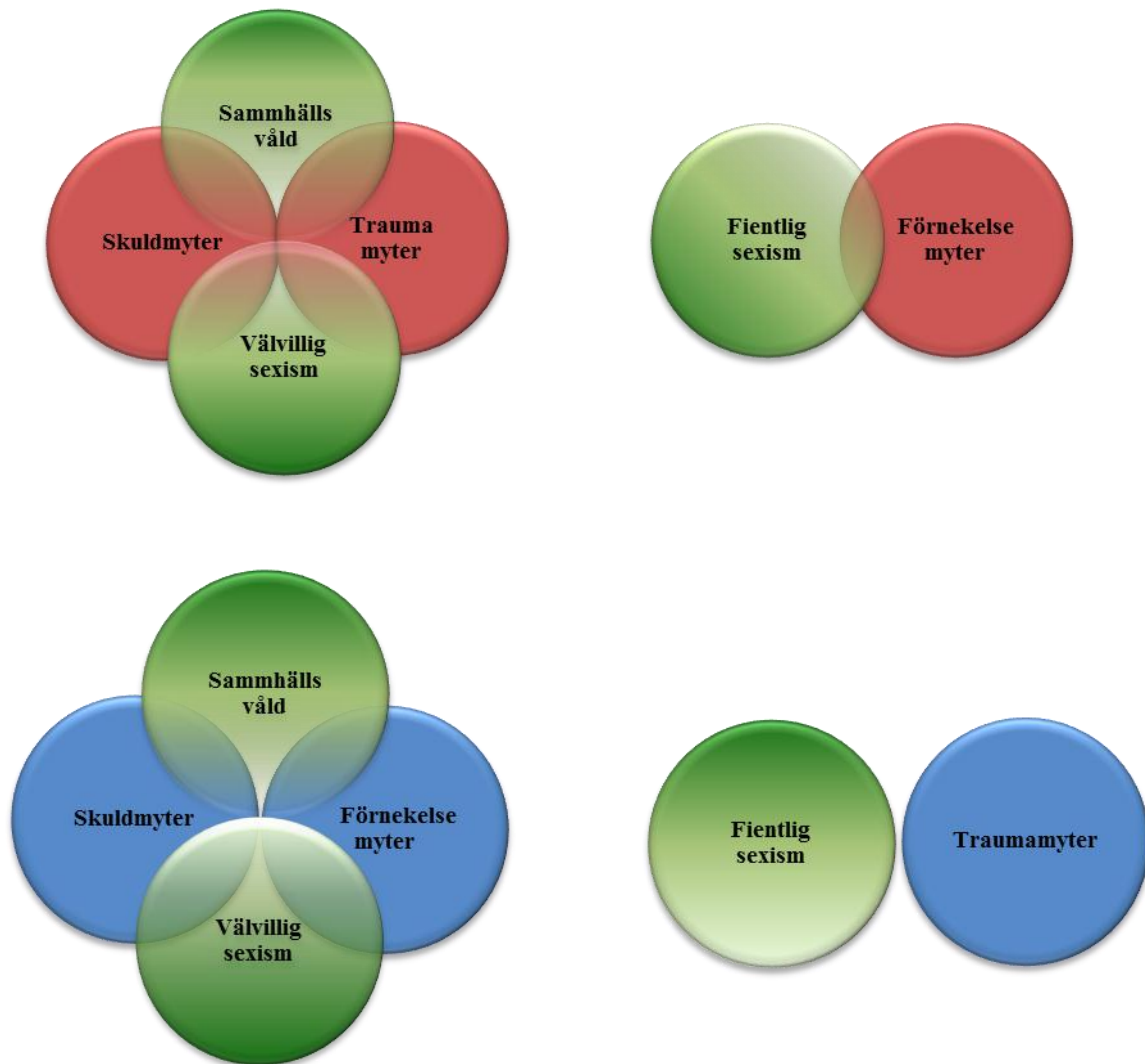 Sammhälls
våld
Skuldmyter
Trauma
myter
Välvillig
sexism
Fientlig
sexism
Förnekelse
myter
Sammhälls
våld
Skuldmyter
Förnekelse
myter
Välvillig
sexism
Fientlig
sexism
Traumamyter